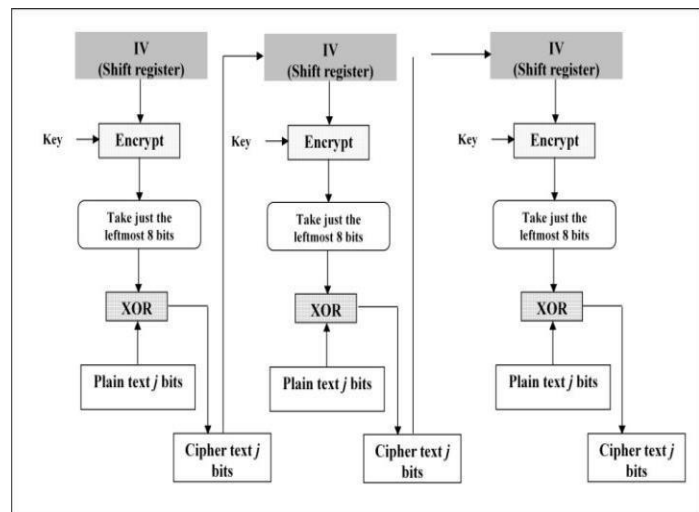 IV
(Shift register)
IV
(Shift register)
IV
(Shift register)
Key
Encrypt
Key
Encrypt
Key
Encrypt
Take just the
leftmost 8 bits
Take just the
leftmost 8 bits
Take just the
leftmost 8 bits
XOR
XOR
XOR
Plain text j bits
Plain text j bits
Plain text j bits
Cipher text j
bits
Cipher text j
bits
Cipher text j
bits